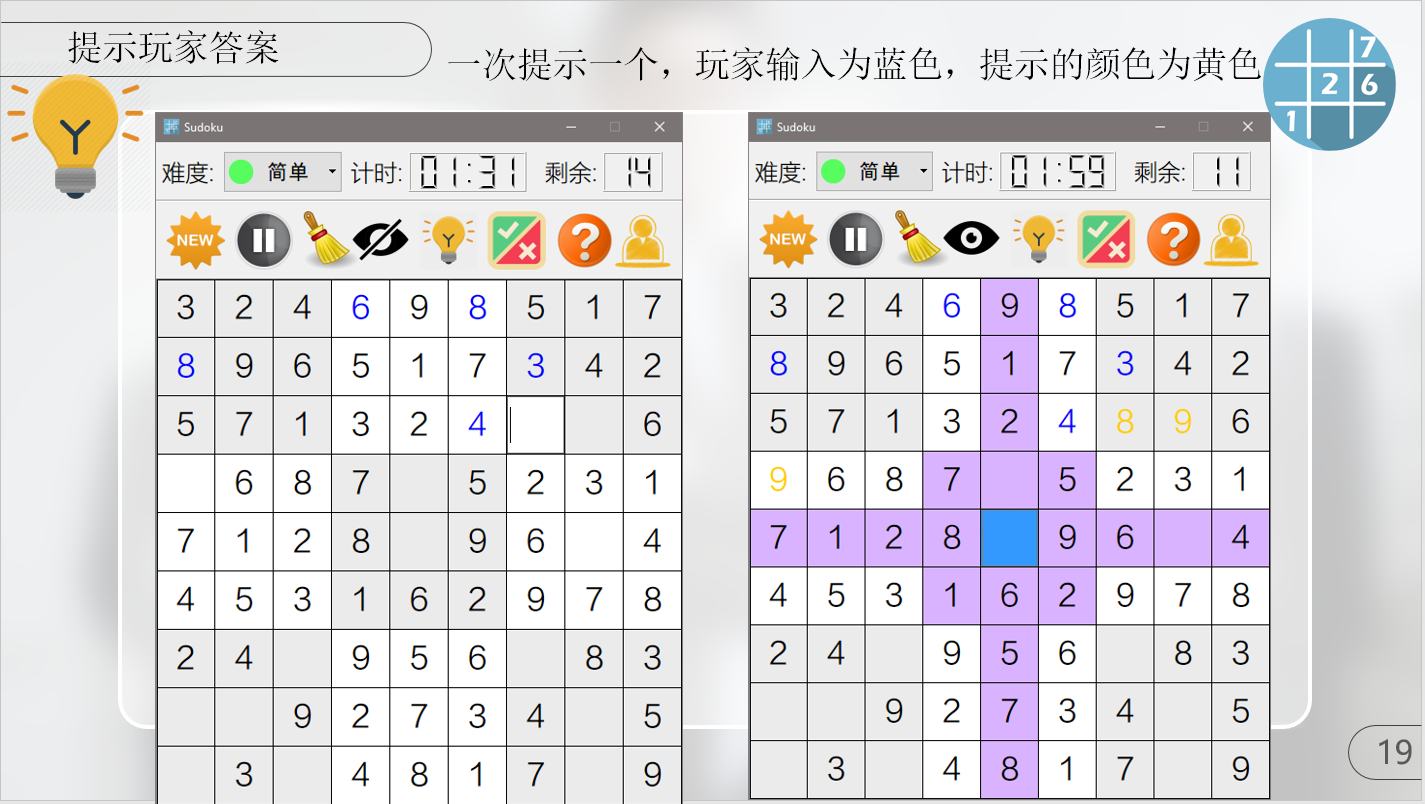 提示玩家答案
一次提示一个，玩家输入为蓝色，提示的颜色为黄色
7
2 6
1
Sudoku
难度: 简单 计时: 01:31 剩余: 14
NEW ?
3 2 4 6 9 8 5 1 7
8 9 6 5 1 7 3 4 2
5 7 1 3 2 4 6
6 8 7 5 2 3 1
7 1 2 8 9 6 4
4 5 3 1 6 2 9 7 8
2 4 9 5 6 8 3
9 2 7 3 4 5
3 4 8 1 7 9
Sudoku
难度: 简单 计时: 01:59 剩余: 11
NEW ?
3 2 4 6 9 8 5 1 7
8 9 6 5 1 7 3 4 2
5 7 1 3 2 4 8 9 6
9 6 8 7 5 2 3 1
7 1 2 8 9 6 4
4 5 3 1 6 2 9 7 8
2 4 9 5 6 8 3
9 2 7 3 4 5
3 4 8 1 7 9
19